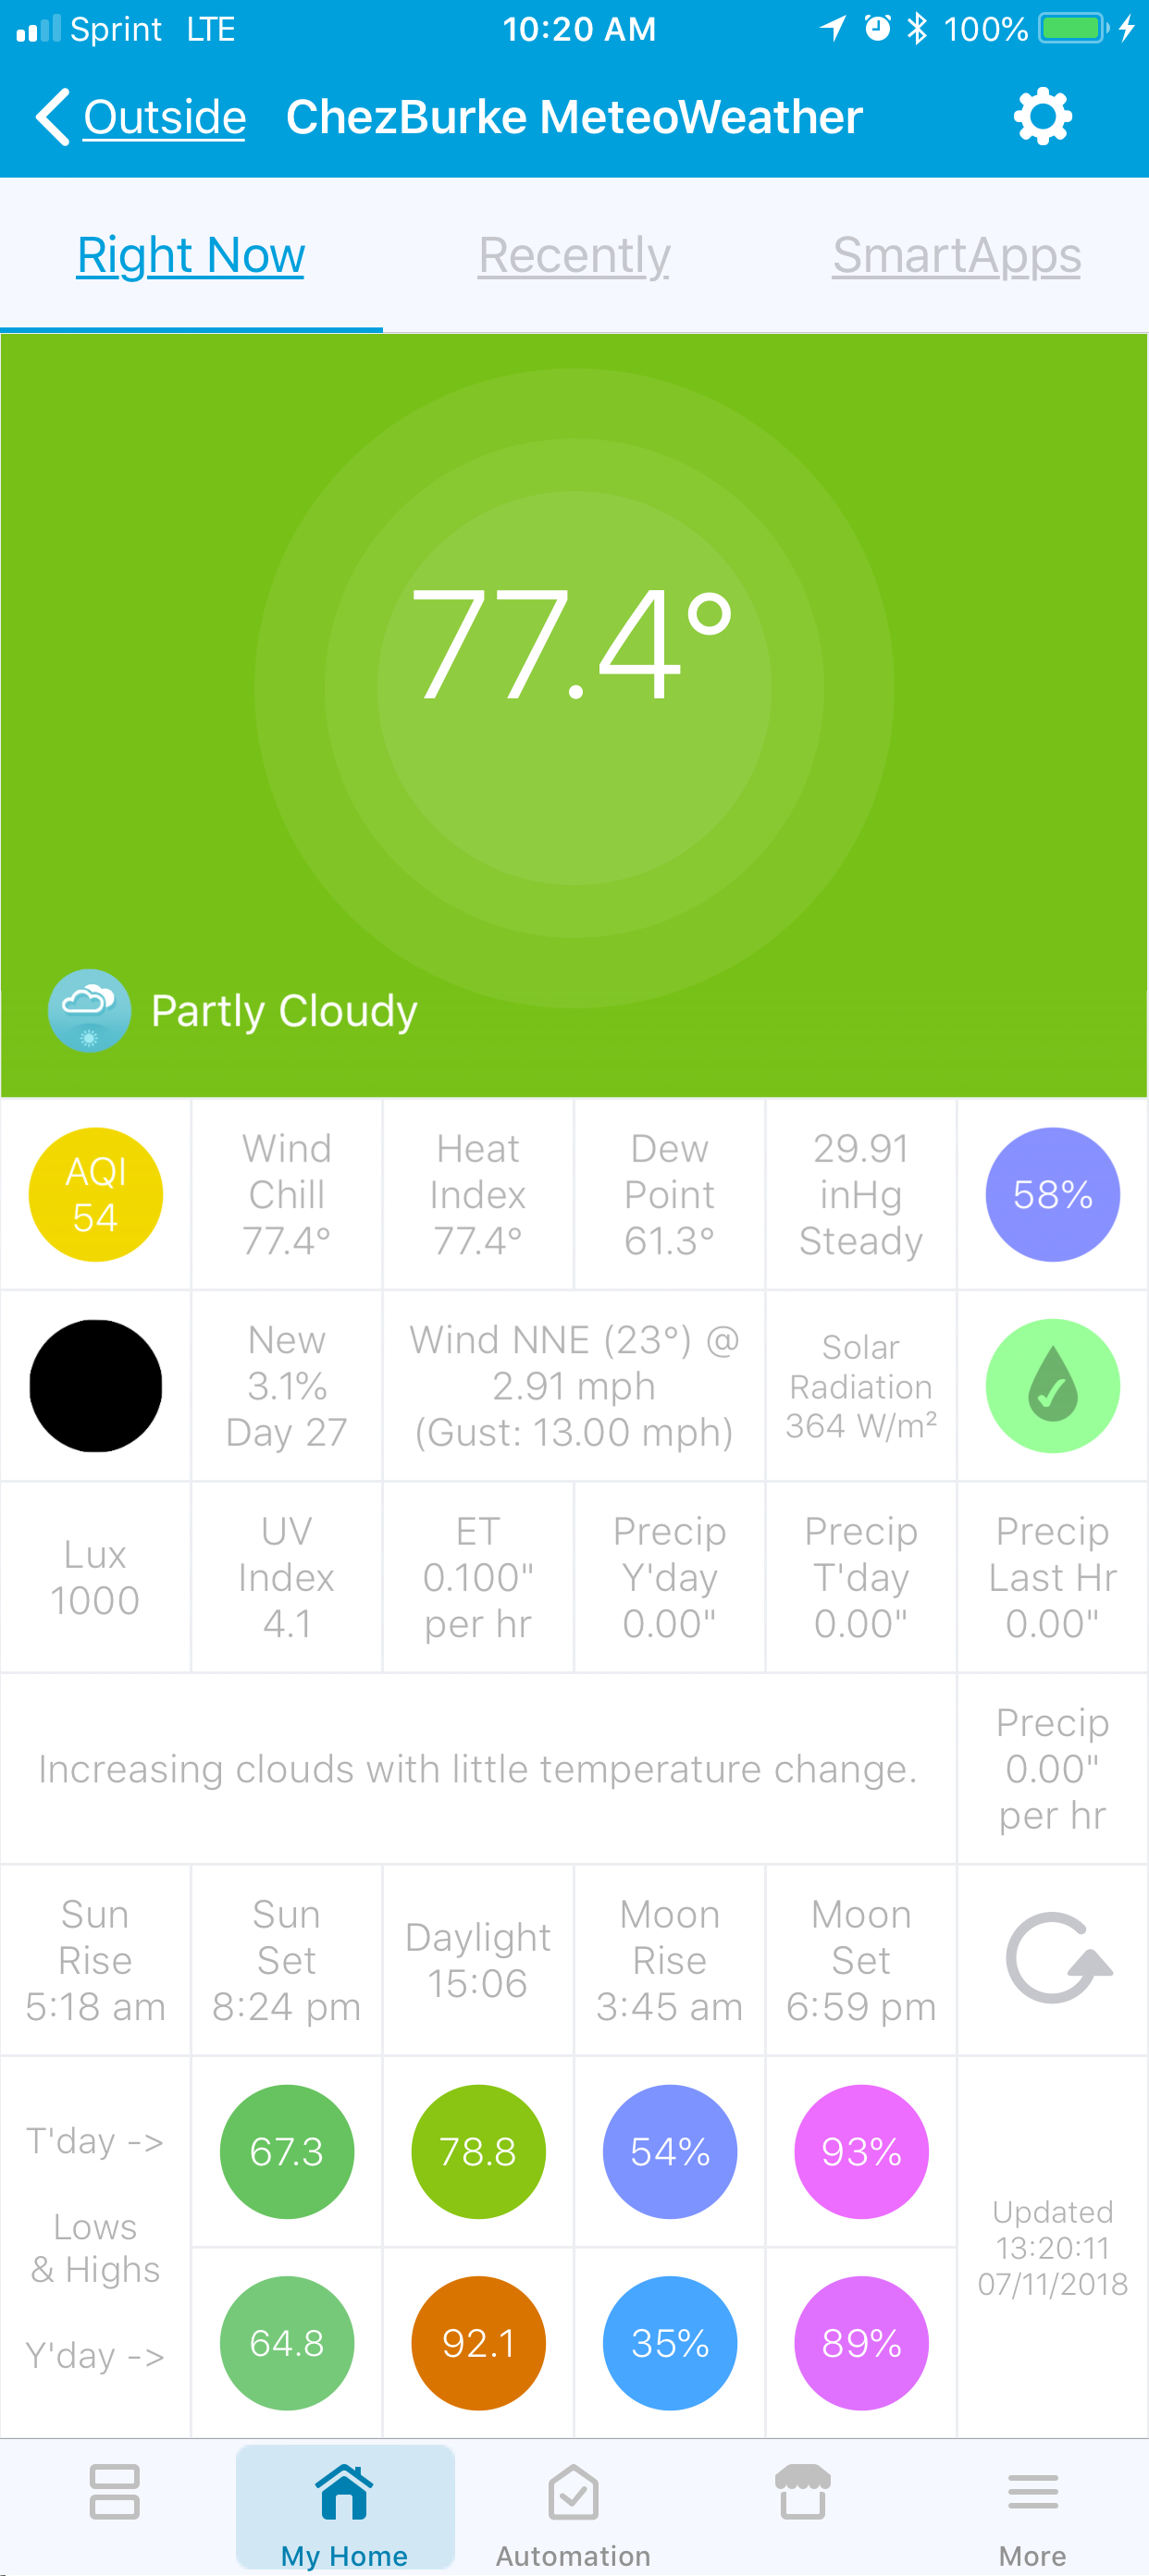 Sprint LTE 10:20 AM 100%
Outside ChezBurke MeteoWeather
Right Now Recently SmartApps
77.4°
Partly Cloudy
AQI
54
Wind
Chill
77.4°
Heat
Index
77.4°
Dew
Point
61.3°
29.91
inHg
Steady
58%
New
3.1%
Day 27
Wind NNE (23°) @
2.91 mph
(Gust: 13.00 mph)
Solar
Radiation
364 W/m²
Lux
1000
UV
Index
4.1
ET
0.100"
per hr
Precip
Y'day
0.00"
Precip
T'day
0.00"
Precip
Last Hr
0.00"
Increasing clouds with little temperature change.
Precip
0.00"
per hr
Sun
Rise
5:18 am
Sun
Set
8:24 pm
Daylight
15:06
Moon
Rise
3:45 am
Moon
Set
6:59 pm
T'day ->
Lows
& Highs
Y'day ->
67.3
78.8
54%
93%
64.8
92.1
35%
89%
Updated
13:20:11
07/11/2018
My Home
Automation
More